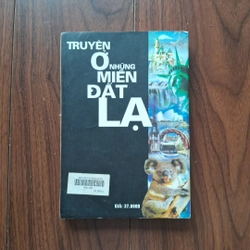 TRUYỆN
Ở NHỮNG
MIỀN
ĐẤT
LẠ
GIÁ: 27.000Đ